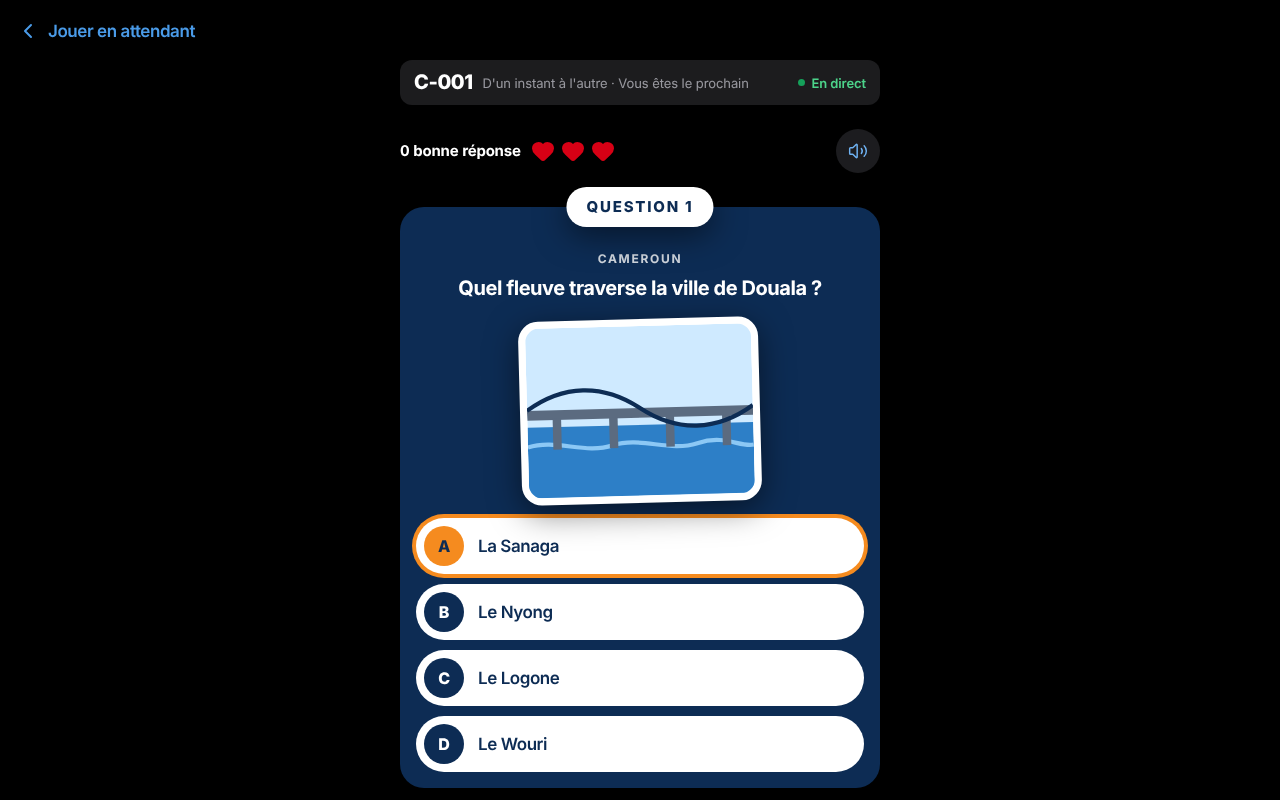 Jouer en attendant
C-001 D'un instant à l'autre · Vous êtes le prochain En direct
0 bonne réponse
QUESTION 1
CAMEROUN
Quel fleuve traverse la ville de Douala ?
A La Sanaga
B Le Nyong
C Le Logone
D Le Wouri